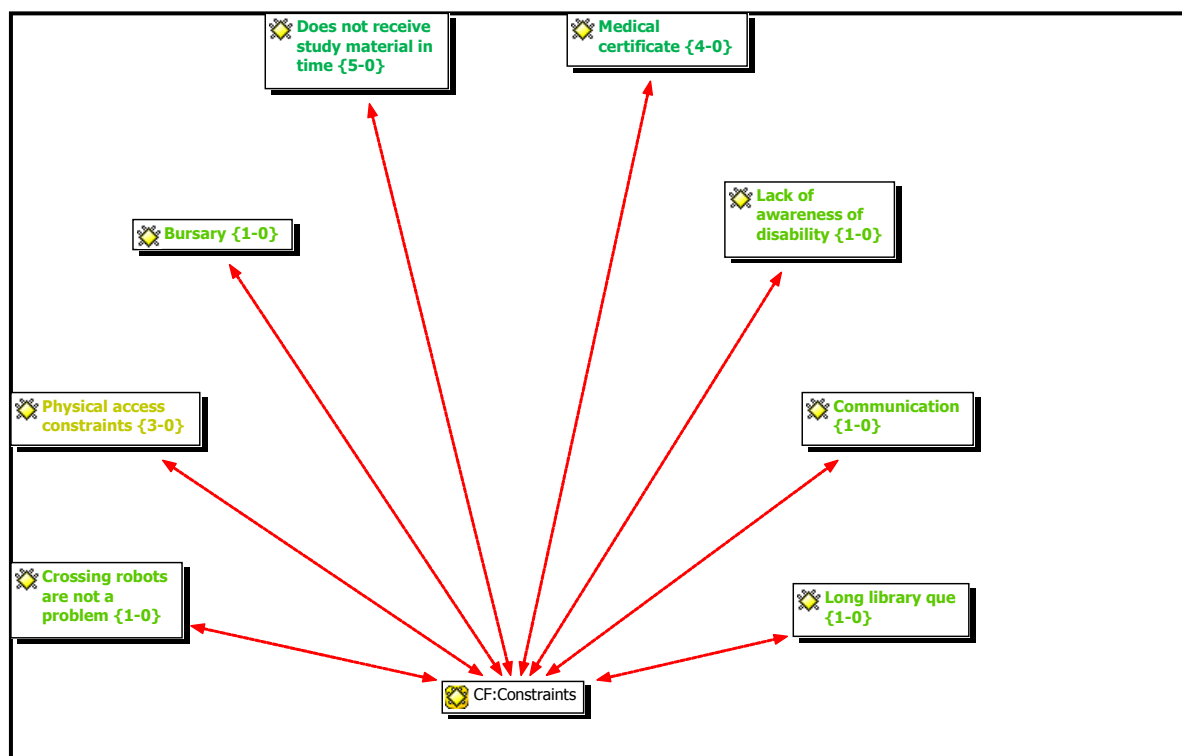 Does not receive
study material in
time {5-0}
Medical
certificate {4-0}
Lack of
awareness of
disability {1-0}
Bursary {1-0}
Physical access
constraints {3-0}
Communication
{1-0}
Crossing robots
are not a
problem {1-0}
Long library que
{1-0}
CF:Constraints